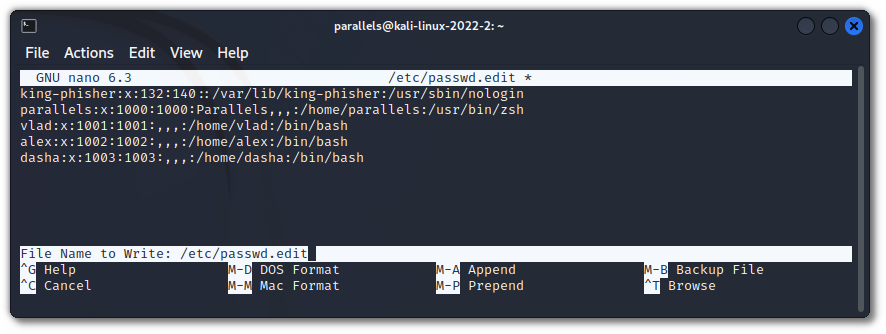 parallels@kali-linux-2022-2: ~
File Actions Edit View Help
GNU nano 6.3 /etc/passwd.edit *
king-phisher:x:132:140::/var/lib/king-phisher:/usr/sbin/nologin
parallels:x:1000:1000:Parallels,,,:/home/parallels:/usr/bin/zsh
vlad:x:1001:1001:,,,:/home/vlad:/bin/bash
alex:x:1002:1002:,,,:/home/alex:/bin/bash
dasha:x:1003:1003:,,,:/home/dasha:/bin/bash
File Name to Write: /etc/passwd.edit
^G Help M-D DOS Format M-A Append M-B Backup File
^C Cancel M-M Mac Format M-P Prepend ^T Browse